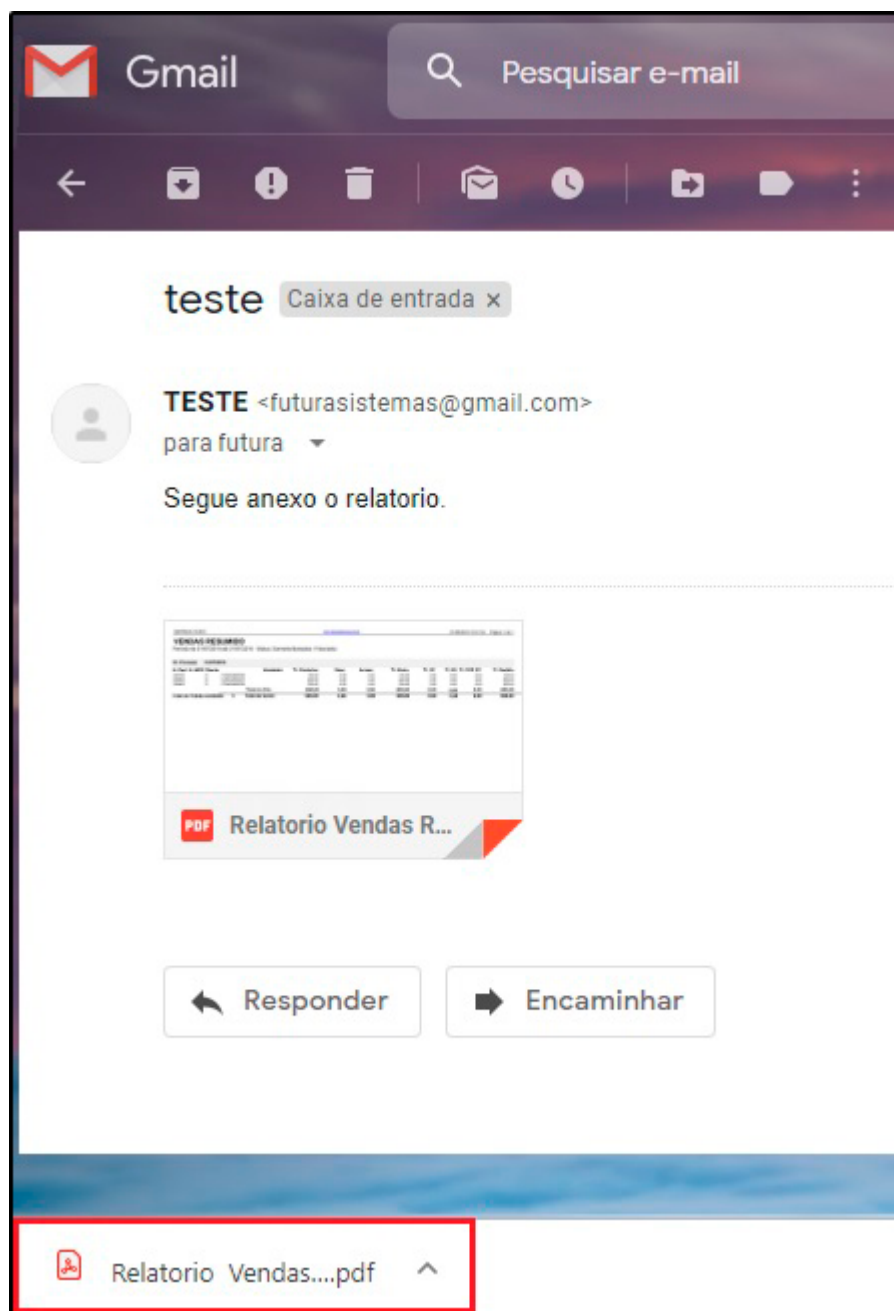 Gmail
Pesquisar e-mail
teste Caixa de entrada ×
TESTE <futurasistemas@gmail.com>
para futura
Segue anexo o relatorio.
VENDAS RESUMIDO
PDF Relatorio Vendas R...
Responder Encaminhar
Relatorio Vendas....pdf